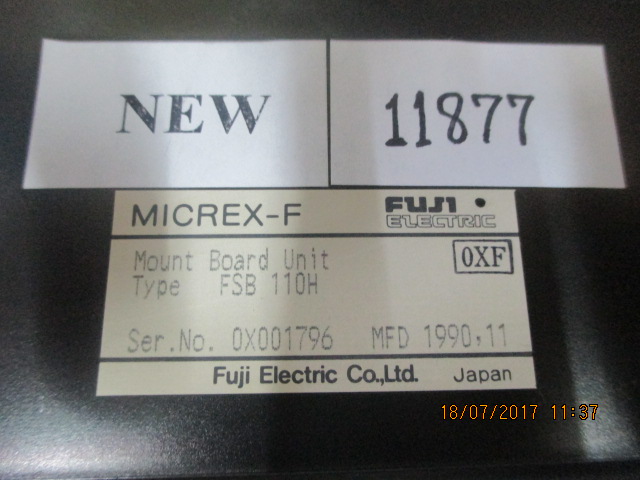 NEW 11877
MICREX-F FUJI ELECTRIC
Mount Board Unit 0XF
Type FSB 110H
Ser.No. 0X001796 MFD 1990,11
Fuji Electric Co.,Ltd. Japan
18/07/2017 11:37